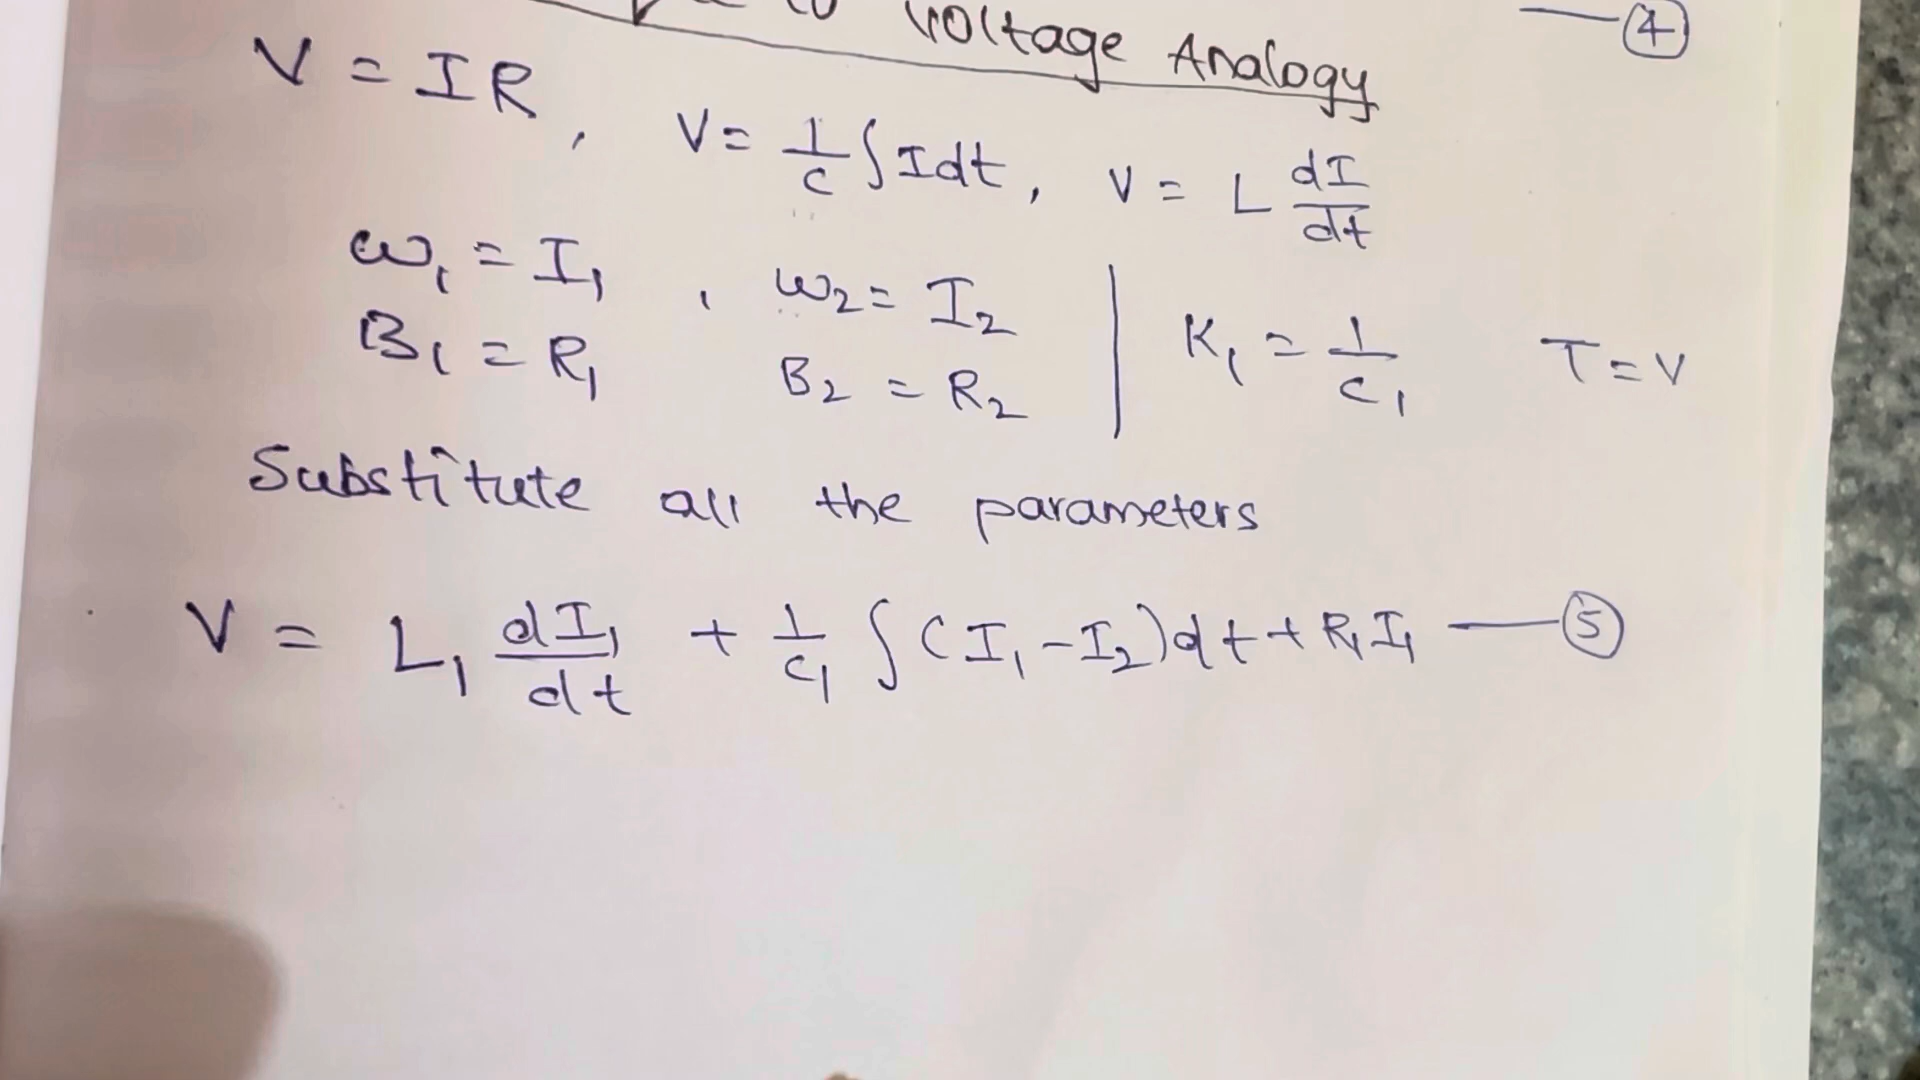 Voltage Analogy —④
V = IR, V = 1/c ∫Idt, V = L dI/dt
ω₁ = I₁, ω₂ = I₂
B₁ = R₁ B₂ = R₂ | K₁ = 1/c₁ T = V
Substitute all the parameters
V = L₁ dI₁/dt + 1/c₁ ∫(I₁-I₂)dt + R₁I₁ —⑤